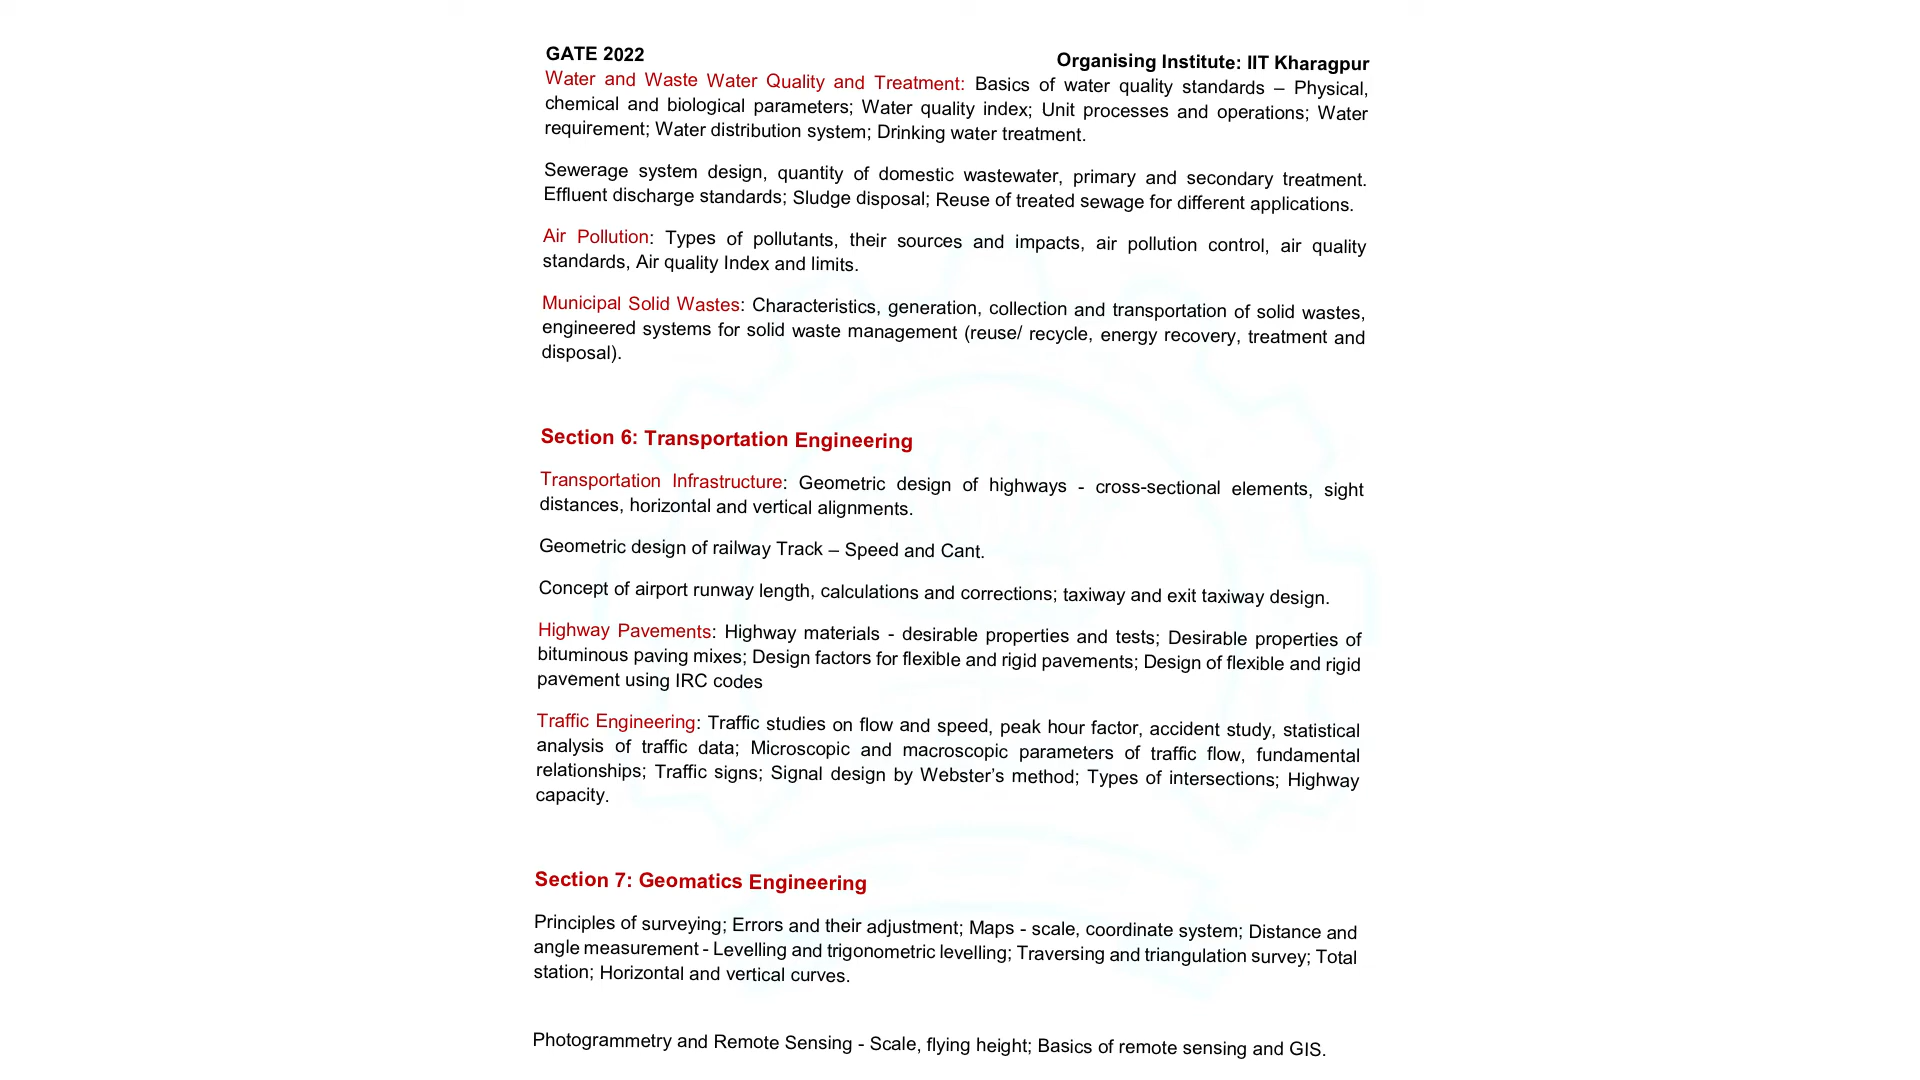 GATE 2022
Organising Institute: IIT Kharagpur
Water and Waste Water Quality and Treatment: Basics of water quality standards – Physical,
chemical and biological parameters; Water quality index; Unit processes and operations; Water
requirement; Water distribution system; Drinking water treatment.
Sewerage system design, quantity of domestic wastewater, primary and secondary treatment.
Effluent discharge standards; Sludge disposal; Reuse of treated sewage for different applications.
Air Pollution: Types of pollutants, their sources and impacts, air pollution control, air quality
standards, Air quality Index and limits.
Municipal Solid Wastes: Characteristics, generation, collection and transportation of solid wastes,
engineered systems for solid waste management (reuse/ recycle, energy recovery, treatment and
disposal).
Section 6: Transportation Engineering
Transportation Infrastructure: Geometric design of highways - cross-sectional elements, sight
distances, horizontal and vertical alignments.
Geometric design of railway Track – Speed and Cant.
Concept of airport runway length, calculations and corrections; taxiway and exit taxiway design.
Highway Pavements: Highway materials - desirable properties and tests; Desirable properties of
bituminous paving mixes; Design factors for flexible and rigid pavements; Design of flexible and rigid
pavement using IRC codes
Traffic Engineering: Traffic studies on flow and speed, peak hour factor, accident study, statistical
analysis of traffic data; Microscopic and macroscopic parameters of traffic flow, fundamental
relationships; Traffic signs; Signal design by Webster’s method; Types of intersections; Highway
capacity.
Section 7: Geomatics Engineering
Principles of surveying; Errors and their adjustment; Maps - scale, coordinate system; Distance and
angle measurement - Levelling and trigonometric levelling; Traversing and triangulation survey; Total
station; Horizontal and vertical curves.
Photogrammetry and Remote Sensing - Scale, flying height; Basics of remote sensing and GIS.